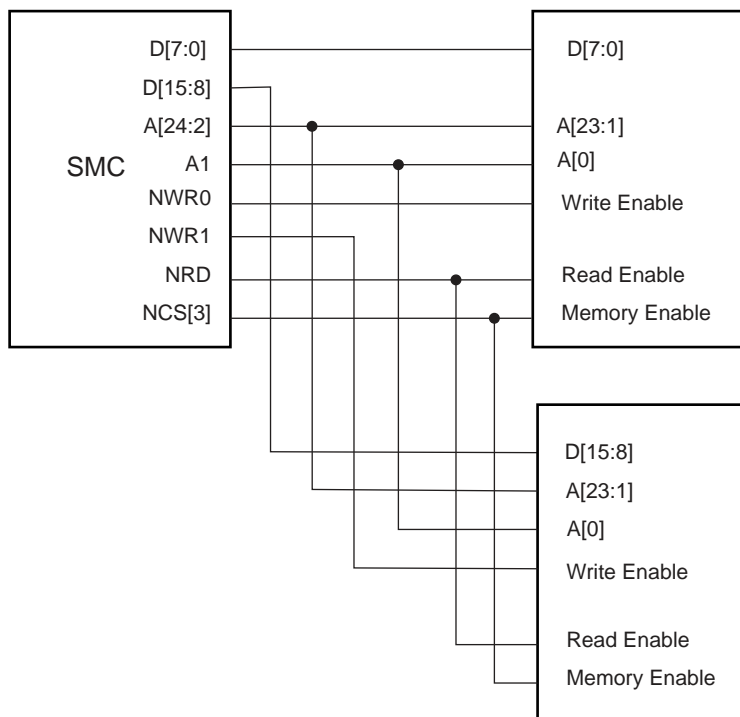 SMC
D[7:0]
D[15:8]
A[24:2]
A1
NWR0
NWR1
NRD
NCS[3]
D[7:0]
A[23:1]
A[0]
Write Enable
Read Enable
Memory Enable
D[15:8]
A[23:1]
A[0]
Write Enable
Read Enable
Memory Enable